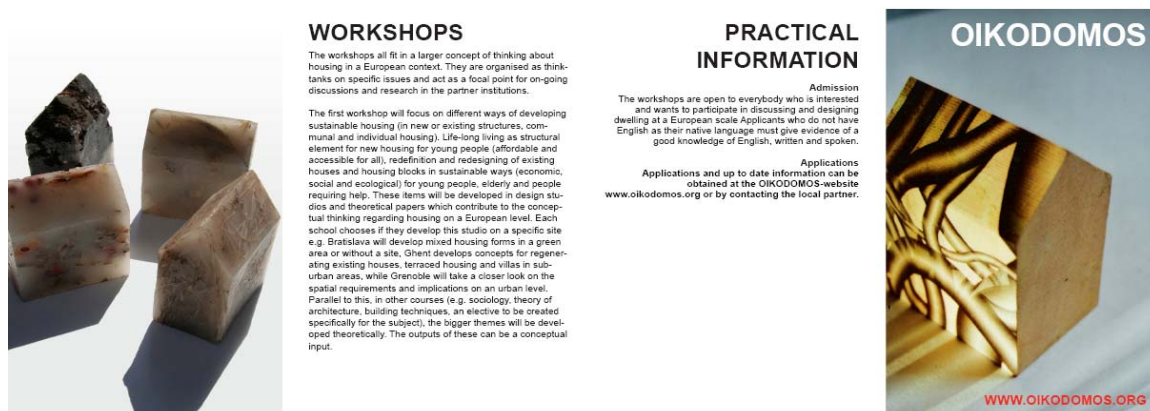 WORKSHOPS
The workshops all fit in a larger concept of thinking about
housing in a European context. They are organised as think-
tanks on specific issues and act as a focal point for on-going
discussions and research in the partner institutions.
The first workshop will focus on different ways of developing
sustainable housing (in new or existing structures, com-
munal and individual housing). Life-long living as structural
element for new housing for young people (affordable and
accessible for all), redefinition and redesigning of existing
houses and housing blocks in sustainable ways (economic,
social and ecological) for young people, elderly and people
requiring help. These items will be developed in design stu-
dios and theoretical papers which contribute to the concep-
tual thinking regarding housing on a European level. Each
school chooses if they develop this studio on a specific site
e.g. Bratislava will develop mixed housing forms in a green
area or without a site, Ghent develops concepts for regener-
ating existing houses, terraced housing and villas in sub-
urban areas, while Grenoble will take a closer look on the
spatial requirements and implications on an urban level.
Parallel to this, in other courses (e.g. sociology, theory of
architecture, building techniques, an elective to be created
specifically for the subject), the bigger themes will be devel-
oped theoretically. The outputs of these can be a conceptual
input.
PRACTICAL
INFORMATION
Admission
The workshops are open to everybody who is interested
and wants to participate in discussing and designing
dwelling at a European scale Applicants who do not have
English as their native language must give evidence of a
good knowledge of English, written and spoken.
Applications
Applications and up to date information can be
obtained at the OIKODOMOS-website
www.oikodomos.org or by contacting the local partner.
OIKODOMOS
WWW.OIKODOMOS.ORG